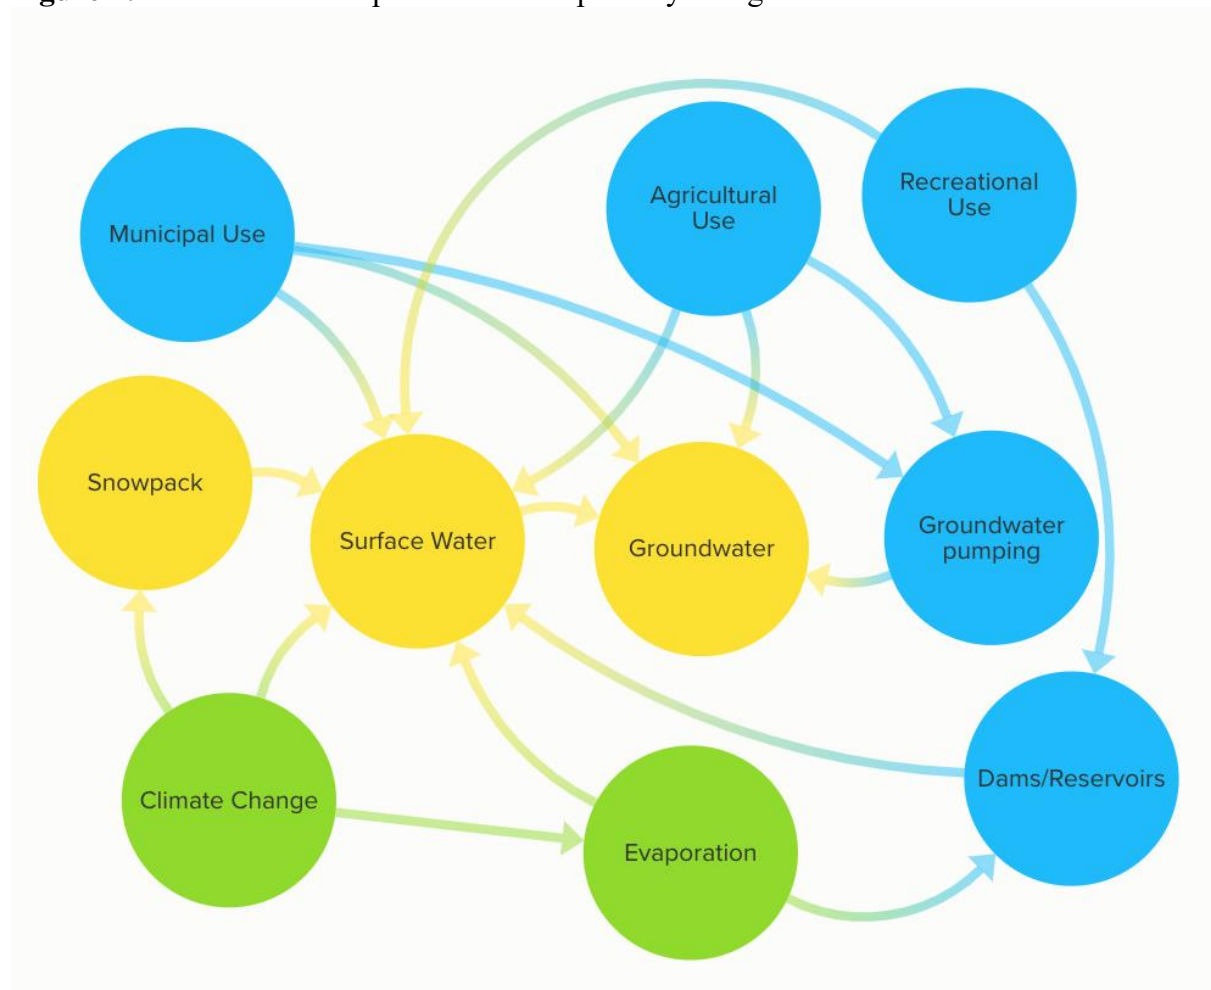 Recreational
Use
Agricultural
Use
Municipal Use
Snowpack
Surface Water
Groundwater
Groundwater
pumping
Climate Change
Evaporation
Dams/Reservoirs